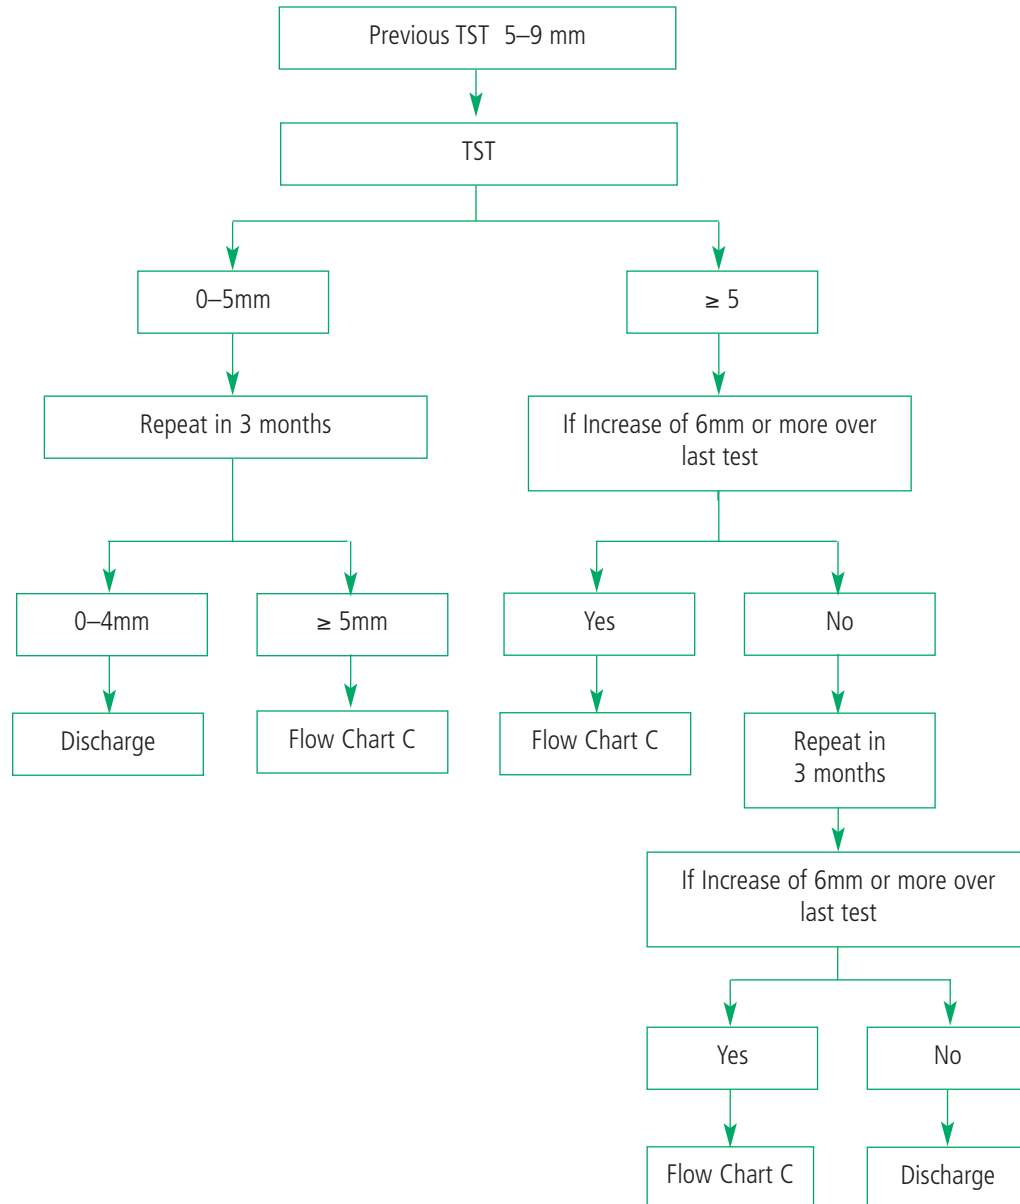 Previous TST 5–9 mm
TST
0–5mm
≥ 5
Repeat in 3 months
If Increase of 6mm or more over
last test
0–4mm
≥ 5mm
Yes
No
Discharge
Flow Chart C
Flow Chart C
Repeat in
3 months
If Increase of 6mm or more over
last test
Yes
No
Flow Chart C
Discharge